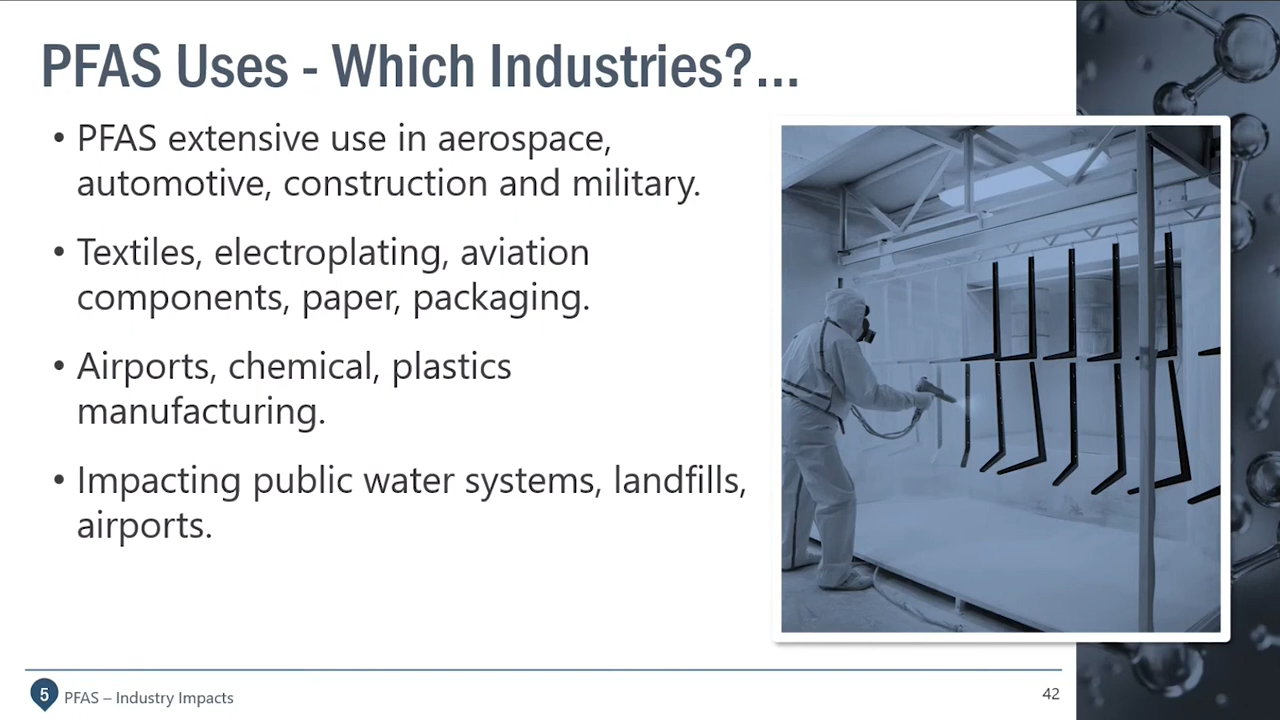 PFAS Uses - Which Industries?...
• PFAS extensive use in aerospace,
automotive, construction and military.
• Textiles, electroplating, aviation
components, paper, packaging.
• Airports, chemical, plastics
manufacturing.
• Impacting public water systems, landfills,
airports.
5 PFAS – Industry Impacts
42